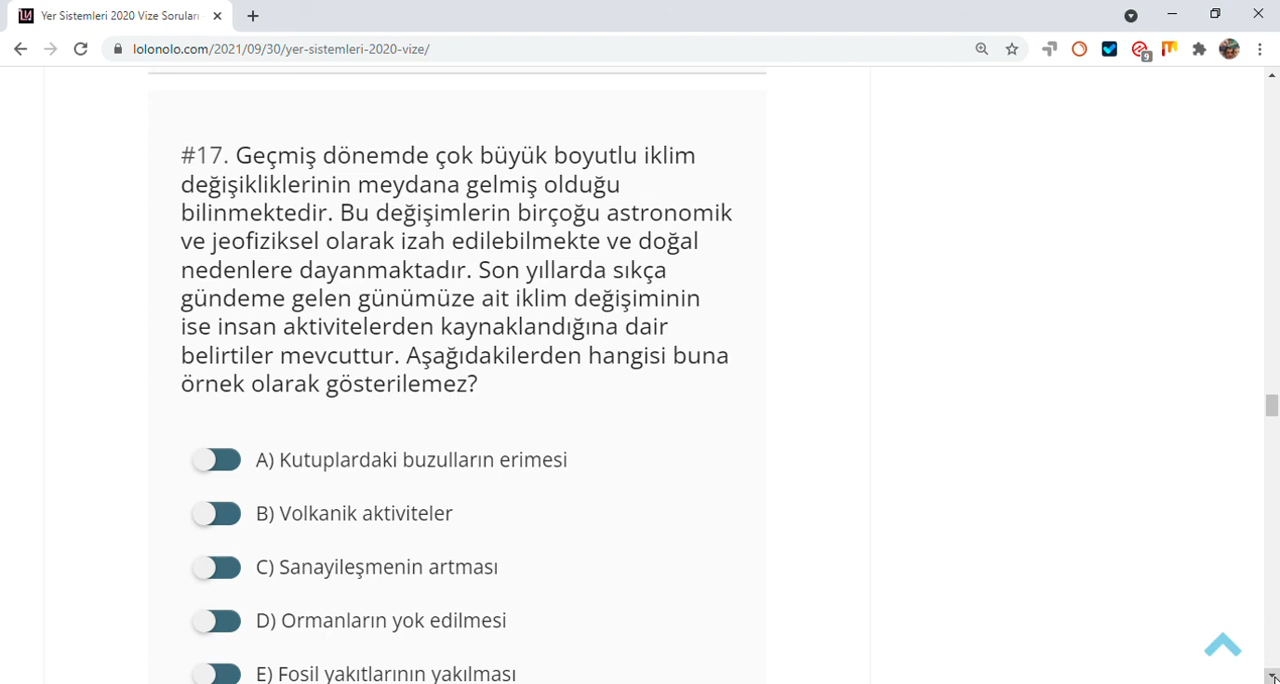 Yer Sistemleri 2020 Vize Soruları
lolonolo.com/2021/09/30/yer-sistemleri-2020-vize/
9
#17. Geçmiş dönemde çok büyük boyutlu iklim
değişikliklerinin meydana gelmiş olduğu
bilinmektedir. Bu değişimlerin birçoğu astronomik
ve jeofiziksel olarak izah edilebilmekte ve doğal
nedenlere dayanmaktadır. Son yıllarda sıkça
gündeme gelen günümüze ait iklim değişiminin
ise insan aktivitelerden kaynaklandığına dair
belirtiler mevcuttur. Aşağıdakilerden hangisi buna
örnek olarak gösterilemez?
A) Kutuplardaki buzulların erimesi
B) Volkanik aktiviteler
C) Sanayileşmenin artması
D) Ormanların yok edilmesi
E) Fosil yakıtlarının yakılması